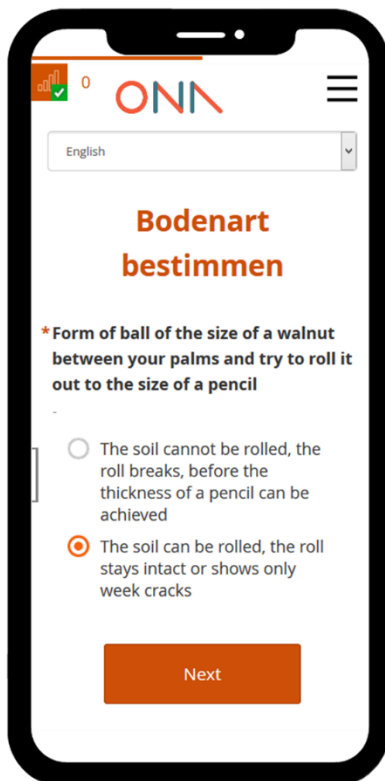 0
ONA
English
Bodenart
bestimmen
* Form of ball of the size of a walnut
between your palms and try to roll it
out to the size of a pencil
-
The soil cannot be rolled, the
roll breaks, before the
thickness of a pencil can be
achieved
The soil can be rolled, the roll
stays intact or shows only
week cracks
Next